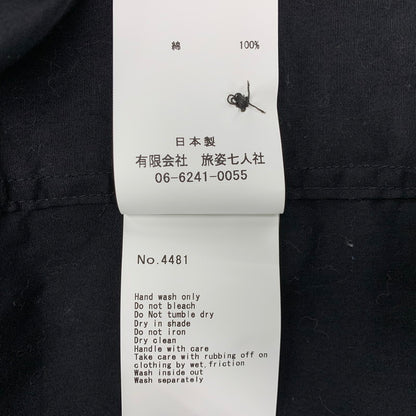 綿 100%
日本製
有限会社 旅姿七人社
06-6241-0055
No.4481
Hand wash only
Do not bleach
Do Not tumble dry
Dry in shade
Do not iron
Dry clean
Handle with care
Take care with rubbing off on
clothing by wet,friction
Wash inside out
Wash separately